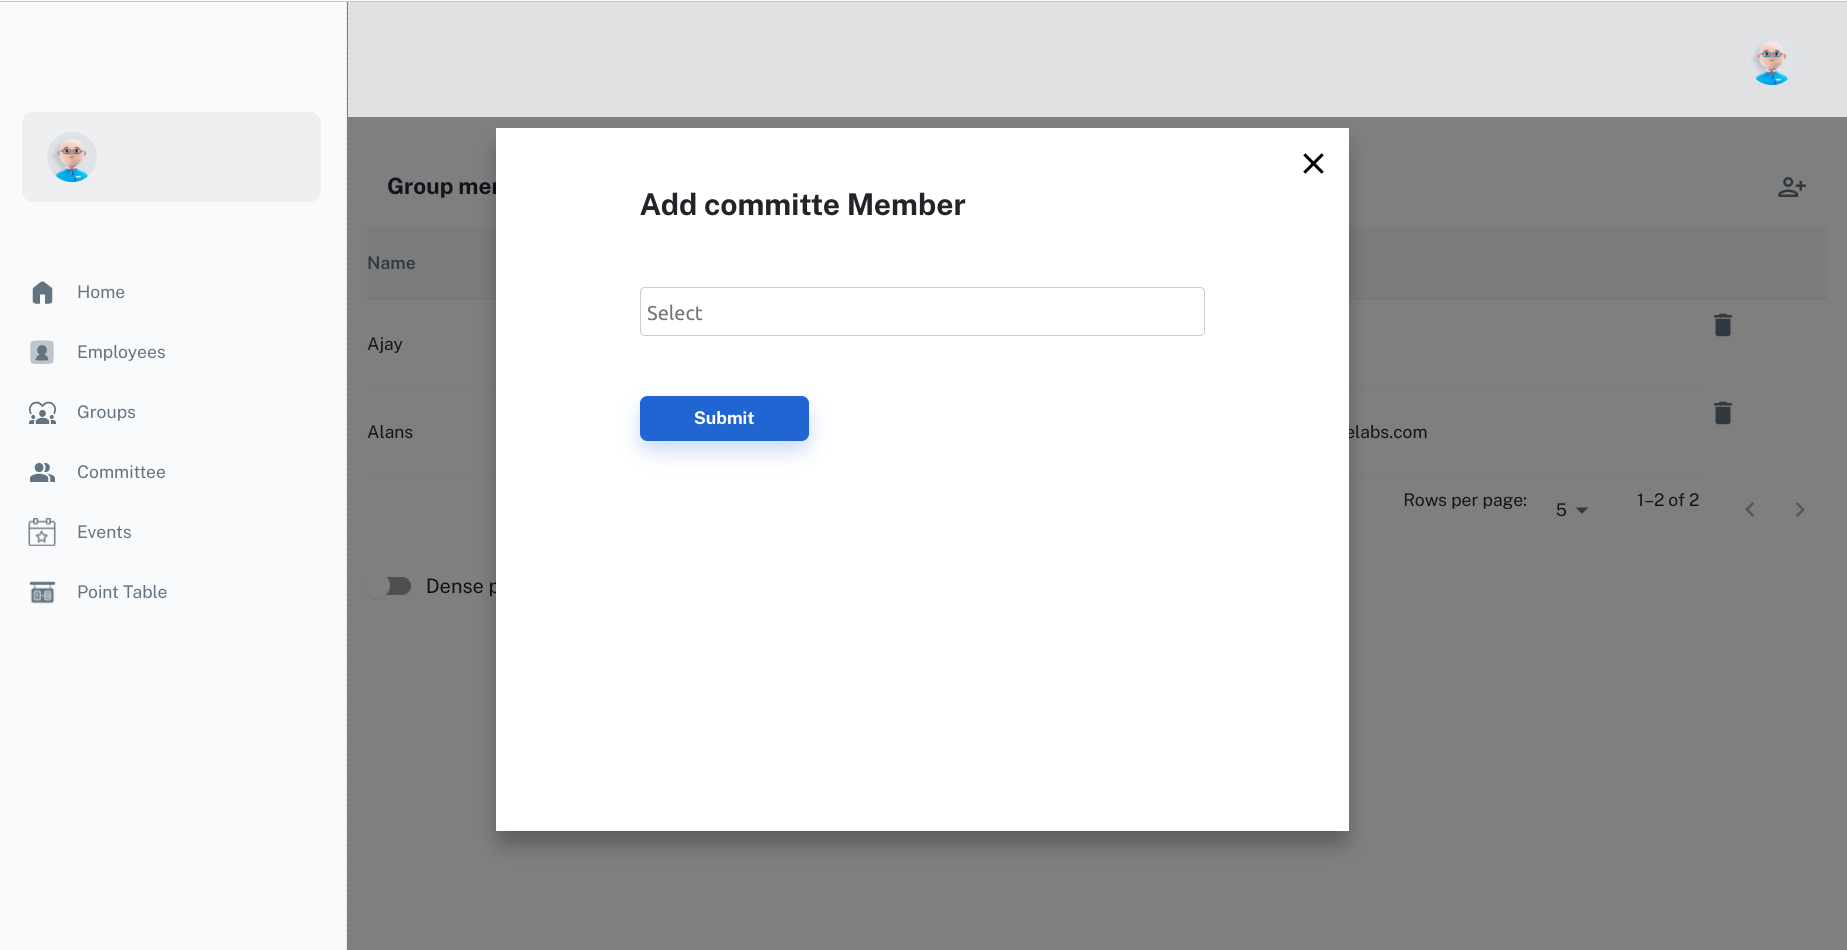 Home
Employees
Groups
Committee
Events
Point Table
Group mem
Name
Ajay
Alans
elabs.com
Rows per page: 5 1–2 of 2
Dense p
Add committe Member
Select
Submit